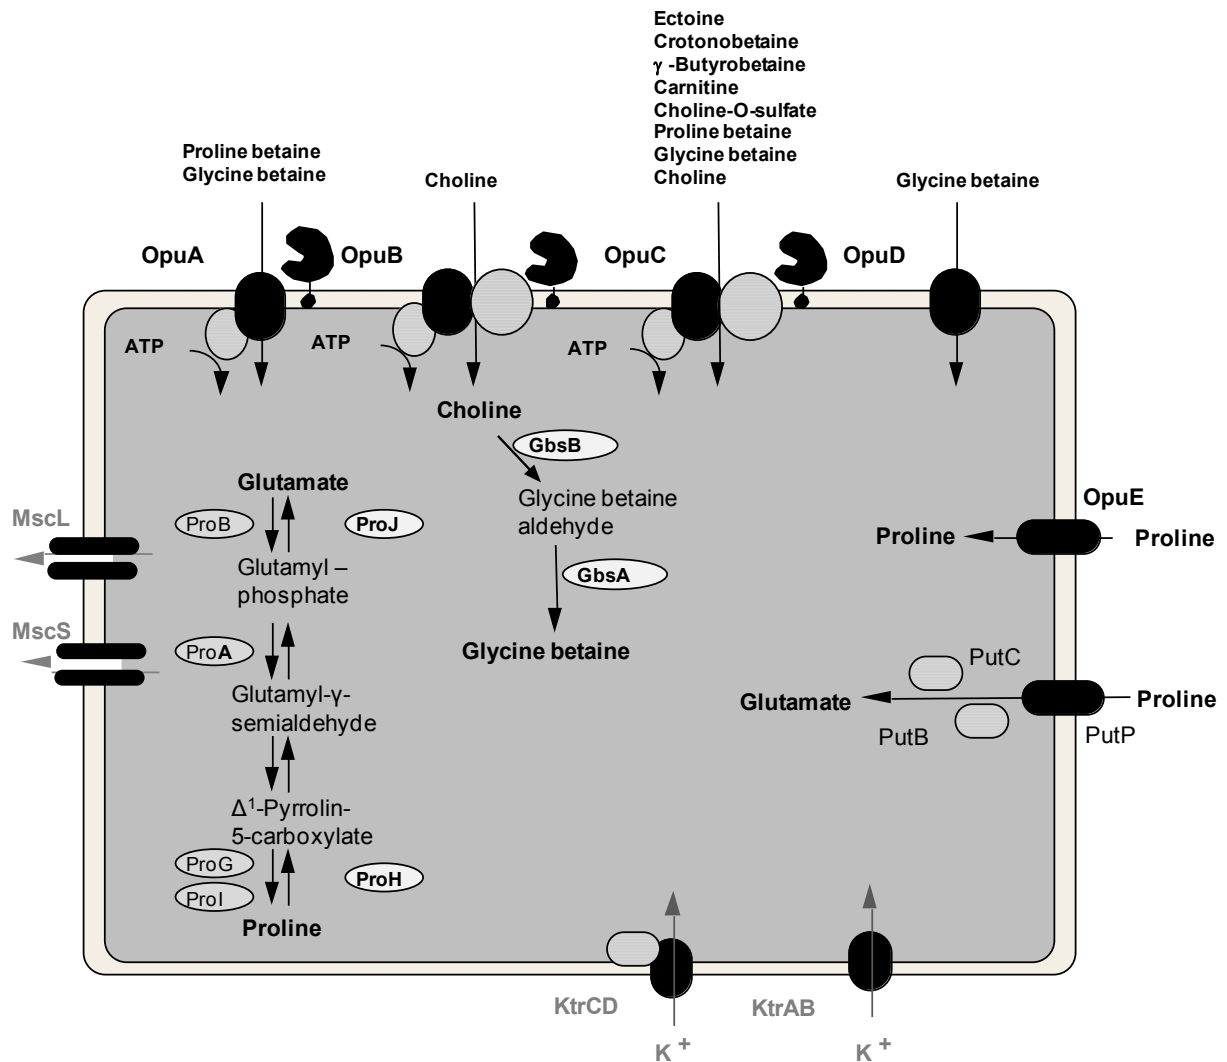 Ectoine
Crotonobetaine
γ -Butyrobetaine
Carnitine
Choline-O-sulfate
Proline betaine
Glycine betaine
Choline
Proline betaine
Glycine betaine
Choline
Glycine betaine
OpuA
OpuB
OpuC
OpuD
ATP
ATP
ATP
Choline
GbsB
Glycine betaine
aldehyde
GbsA
Glycine betaine
Glutamate
ProB
ProJ
Glutamyl –
phosphate
ProA
Glutamyl-γ-
semialdehyde
Δ¹-Pyrrolin-
5-carboxylate
ProG
ProI
ProH
Proline
MscL
MscS
OpuE
Proline
Proline
PutC
Glutamate
Proline
PutB
PutP
KtrCD
KtrAB
K +
K +